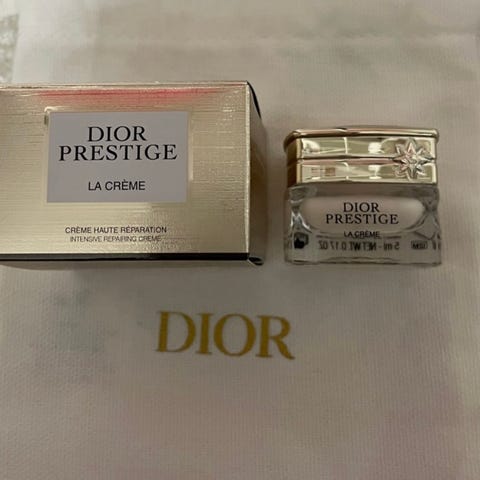 DIOR
PRESTIGE
LA CRÈME
CRÈME HAUTE RÉPARATION
INTENSIVE REPAIRING CREME
DIOR
PRESTIGE
LA CRÈME
5 ml - NET WT. 0.17 OZ
DIOR